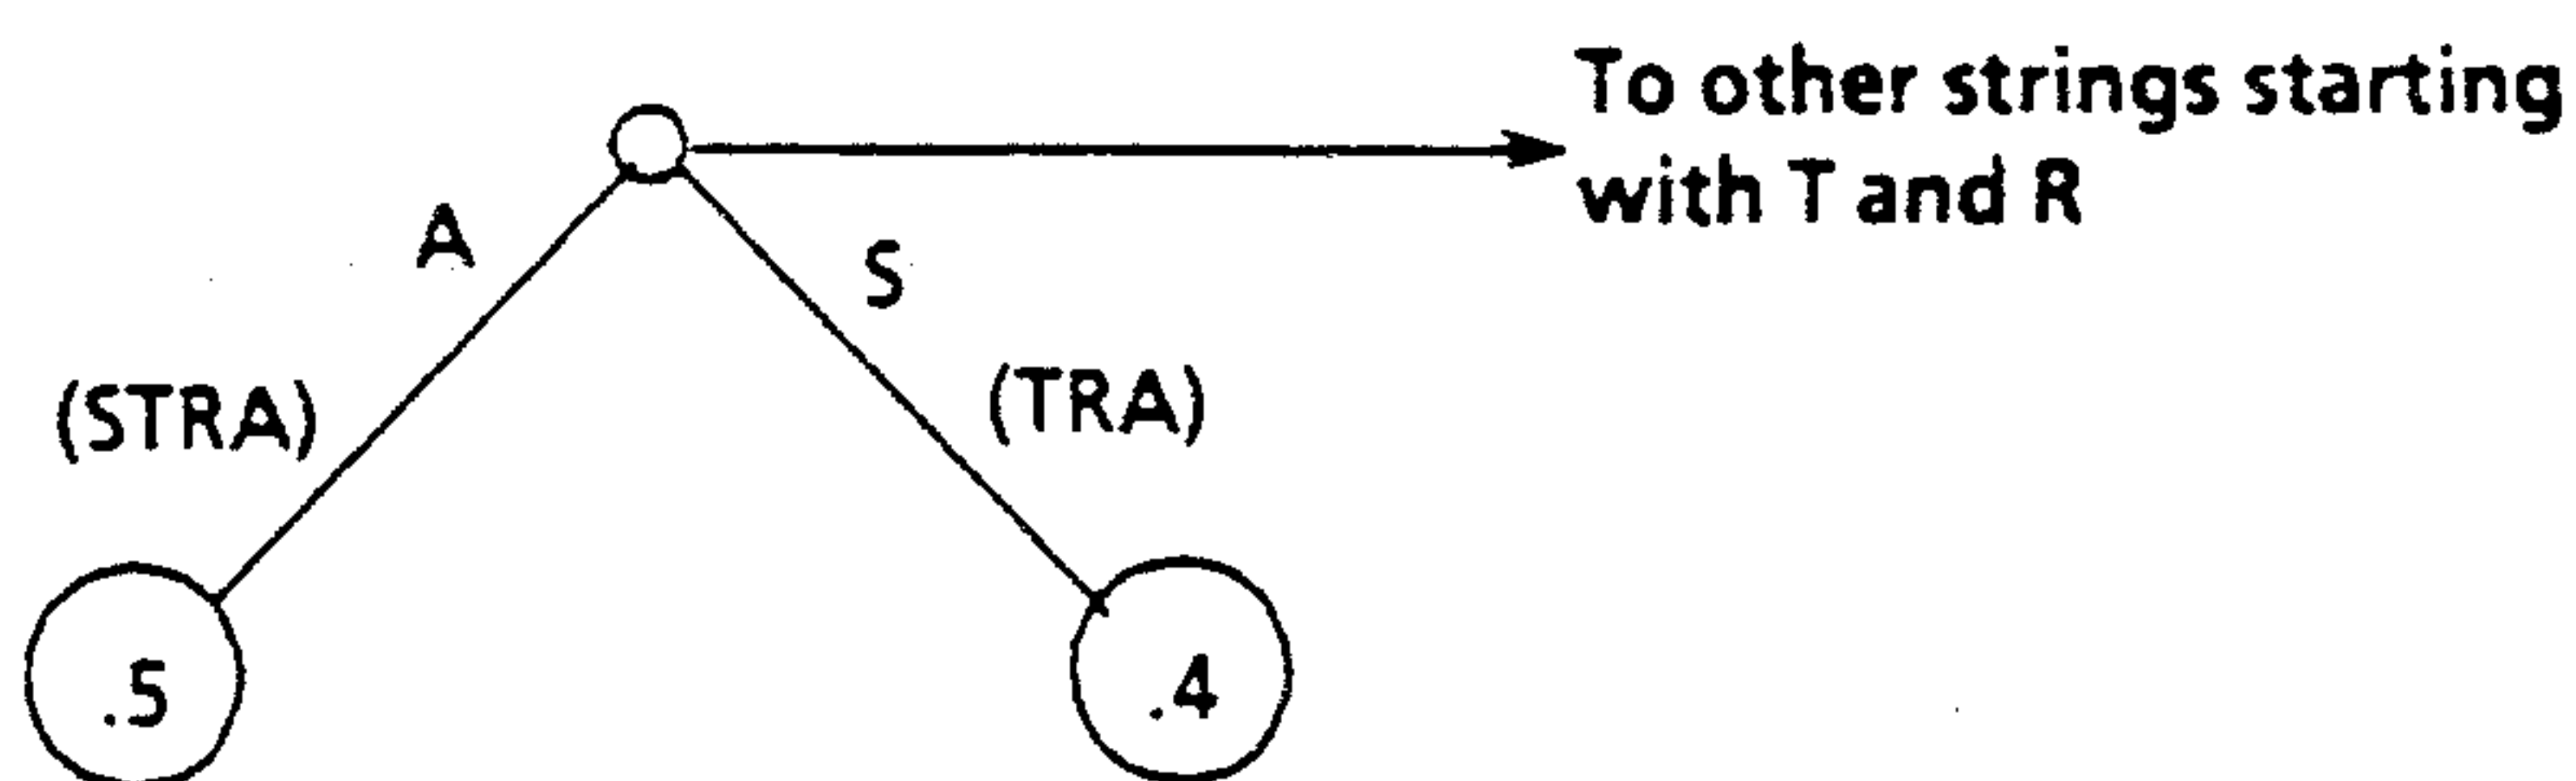 To other strings starting
with T and R
A
S
(STRA)
(TRA)
.5
.4